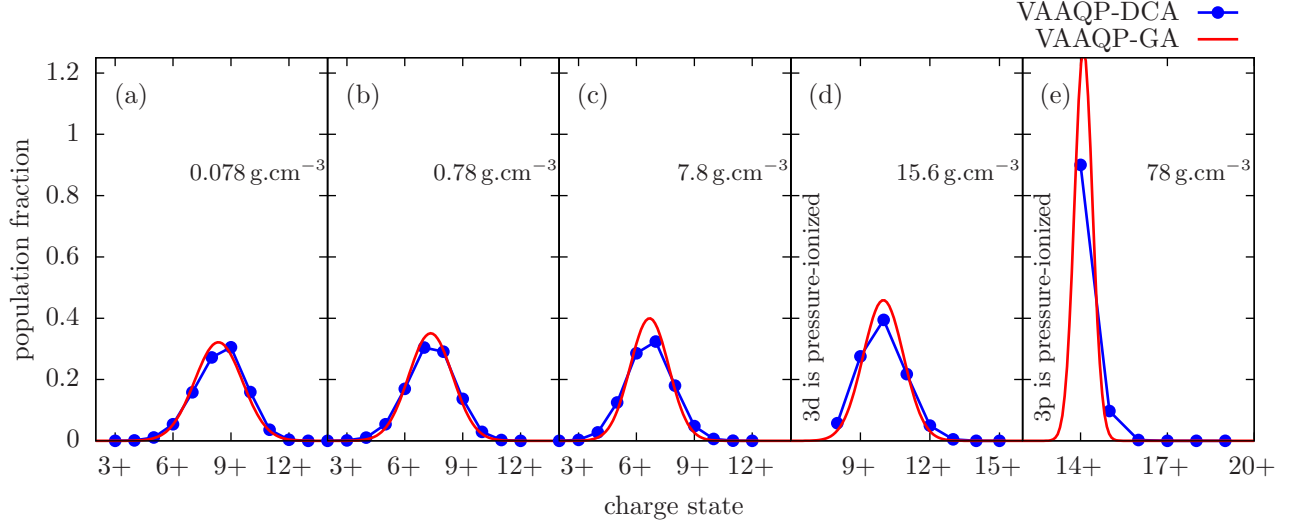 VAAQP-DCA
VAAQP-GA
population fraction
1.2
1
0.8
0.6
0.4
0.2
0
(a)
0.078 g.cm−3
3+ 6+ 9+ 12+
(b)
0.78 g.cm−3
3+ 6+ 9+ 12+
(c)
7.8 g.cm−3
3+ 6+ 9+ 12+
(d)
15.6 g.cm−3
3d is pressure-ionized
9+ 12+ 15+
(e)
78 g.cm−3
3p is pressure-ionized
14+ 17+ 20+
charge state